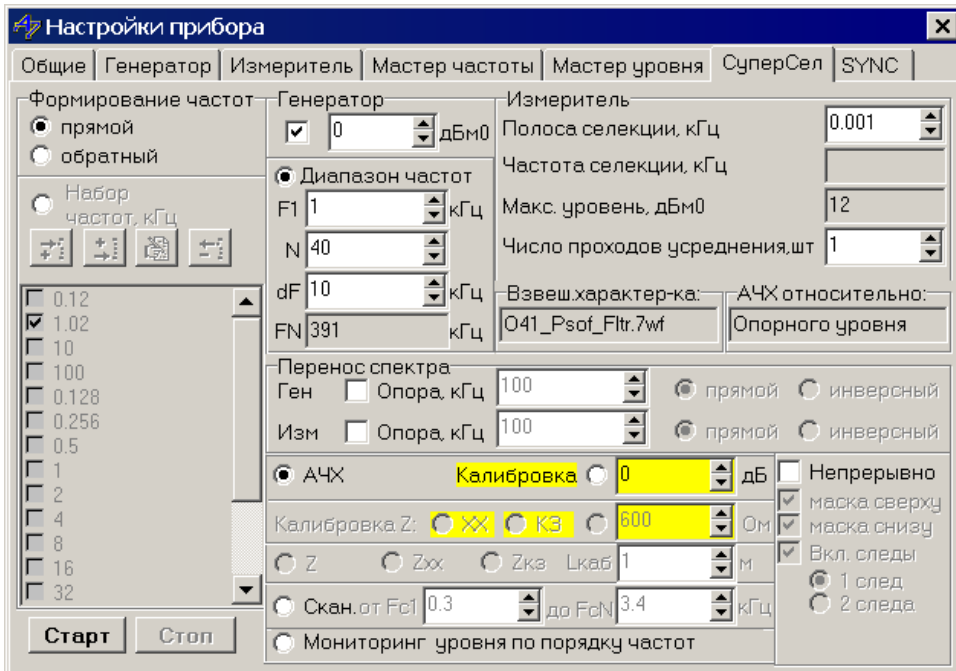 Настройки прибора
Общие Генератор Измеритель Мастер частоты Мастер уровня СуперСел SYNC
Формирование частот
прямой
обратный
Набор
частот, кГц
0.12
1.02
10
100
0.128
0.256
0.5
1
2
4
8
16
32
Старт Стоп
Генератор
0 дБм0
Диапазон частот
F1 1 кГц
N 40
dF 10 кГц
FN 391 кГц
Измеритель
Полоса селекции, кГц 0.001
Частота селекции, кГц
Макс. уровень, дБм0 12
Число проходов усреднения,шт 1
Взвеш.характер-ка:
O41_Psof_Fltr.7wf
АЧХ относительно:
Опорного уровня
Перенос спектра
Ген Опора, кГц 100 прямой инверсный
Изм Опора, кГц 100 прямой инверсный
АЧХ Калибровка 0 дБ
Калибровка Z: XX КЗ 600 Ом
Z Zхх Zкз Lкаб 1 м
Скан. от Fc1 0.3 до FcN 3.4 кГц
Мониторинг уровня по порядку частот
Непрерывно
маска сверху
маска снизу
Вкл. следы
1 след
2 следа